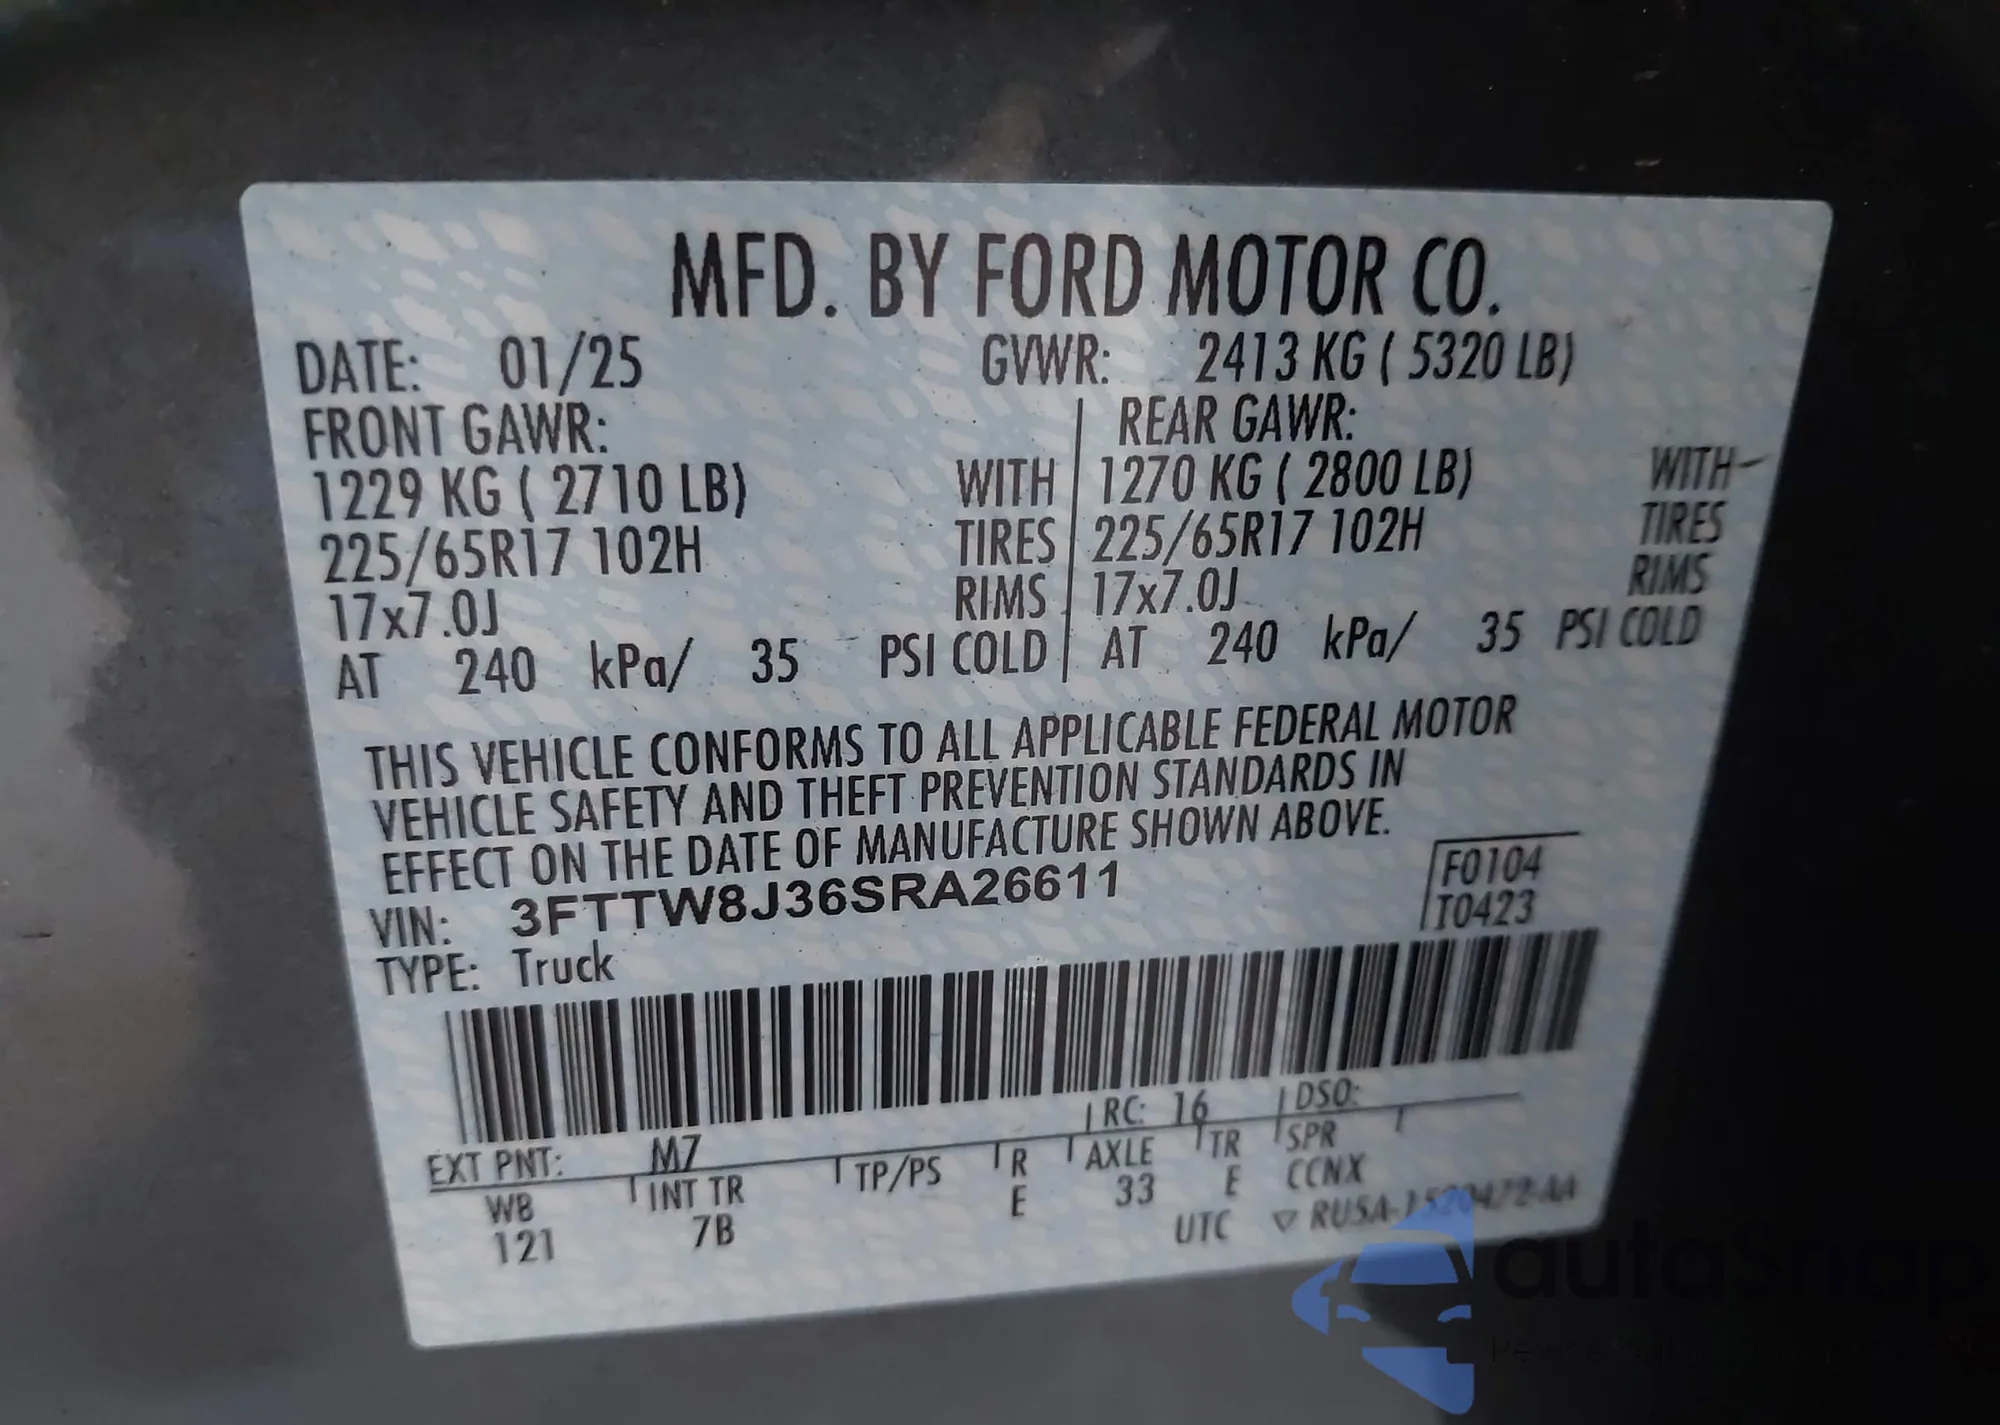 MFD. BY FORD MOTOR CO.
DATE: 01/25 GVWR: 2413 KG ( 5320 LB)
FRONT GAWR: REAR GAWR:
1229 KG ( 2710 LB) WITH 1270 KG ( 2800 LB) WITH
225/65R17 102H TIRES 225/65R17 102H TIRES
17x7.0J RIMS 17x7.0J RIMS
AT 240 kPa/ 35 PSI COLD AT 240 kPa/ 35 PSI COLD
THIS VEHICLE CONFORMS TO ALL APPLICABLE FEDERAL MOTOR
VEHICLE SAFETY AND THEFT PREVENTION STANDARDS IN
EFFECT ON THE DATE OF MANUFACTURE SHOWN ABOVE.
VIN: 3FTTW8J36SRA26611
F0104
T0423
TYPE: Truck
EXT PNT: M7 RC: 16 DSO:
WB INT TR TP/PS R AXLE TR SPR
121 7B E 33 E CCNX
UTC ▽ RUSA-1520472-AA
autaShop